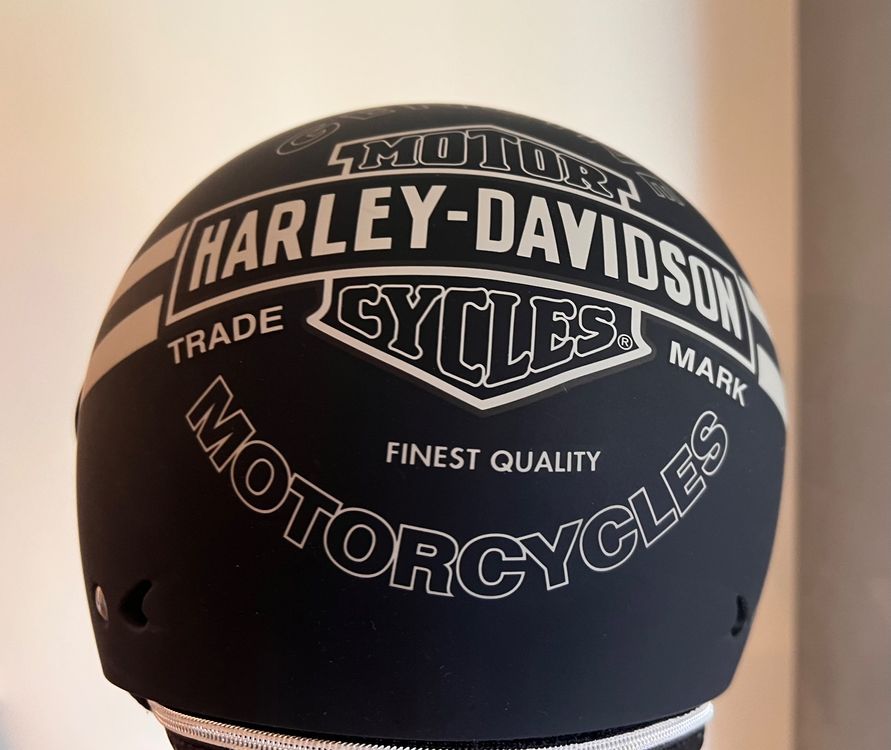 MOTOR
HARLEY-DAVIDSON
CYCLES ®
TRADE MARK
FINEST QUALITY
MOTORCYCLES